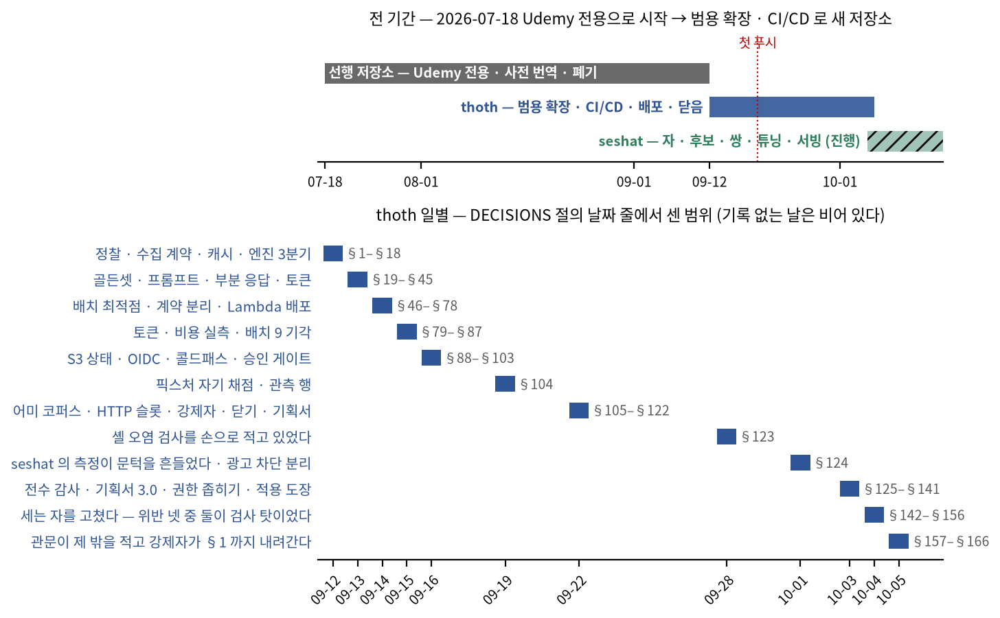 전 기간 — 2026-07-18 Udemy 전용으로 시작 → 범용 확장 · CI/CD 로 새 저장소
첫 푸시
선행 저장소 — Udemy 전용 · 사전 번역 · 폐기
thoth — 범용 확장 · CI/CD · 배포 · 닫음
seshat — 자 · 후보 · 쌍 · 튜닝 · 서빙 (진행)
07-18 08-01 09-01 09-12 10-01
thoth 일별 — DECISIONS 절의 날짜 줄에서 센 범위 (기록 없는 날은 비어 있다)
정찰 · 수집 계약 · 캐시 · 엔진 3분기 §1–§18
골든셋 · 프롬프트 · 부분 응답 · 토큰 §19–§45
배치 최적점 · 계약 분리 · Lambda 배포 §46–§78
토큰 · 비용 실측 · 배치 9 기각 §79–§87
S3 상태 · OIDC · 콜드패스 · 승인 게이트 §88–§103
픽스처 자기 채점 · 관측 행 §104
어미 코퍼스 · HTTP 슬롯 · 강제자 · 닫기 · 기획서 §105–§122
셸 오염 검사를 손으로 적고 있었다 §123
seshat 의 측정이 문턱을 흔들었다 · 광고 차단 분리 §124
전수 감사 · 기획서 3.0 · 권한 좁히기 · 적용 도장 §125–§141
세는 자를 고쳤다 — 위반 넷 중 둘이 검사 탓이었다 §142–§156
관문이 제 밖을 적고 강제자가 §1 까지 내려간다 §157–§166
09-12 09-13 09-14 09-15 09-16 09-19 09-22 09-28 10-01 10-03 10-04 10-05